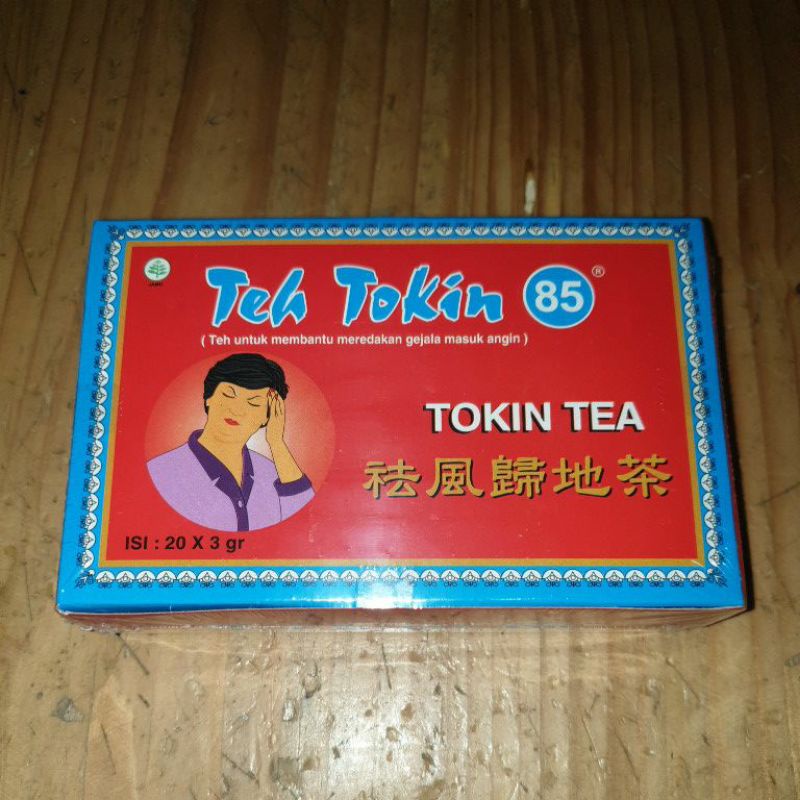 JAMU
Teh Tokin 85 ®
( Teh untuk membantu meredakan gejala masuk angin )
TOKIN TEA
祛風歸地茶
ISI : 20 X 3 gr